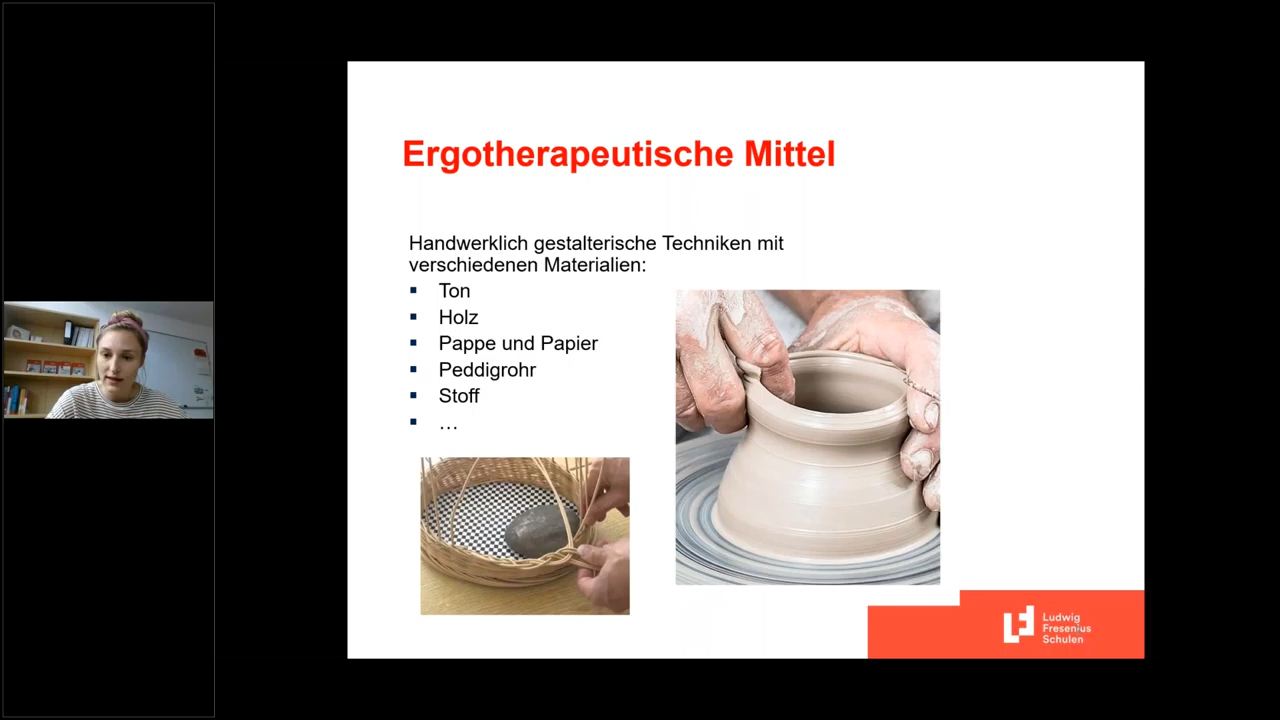 Ergotherapeutische Mittel
Handwerklich gestalterische Techniken mit
verschiedenen Materialien:
Ton
Holz
Pappe und Papier
Peddigrohr
Stoff
…
Ludwig
Fresenius
Schulen